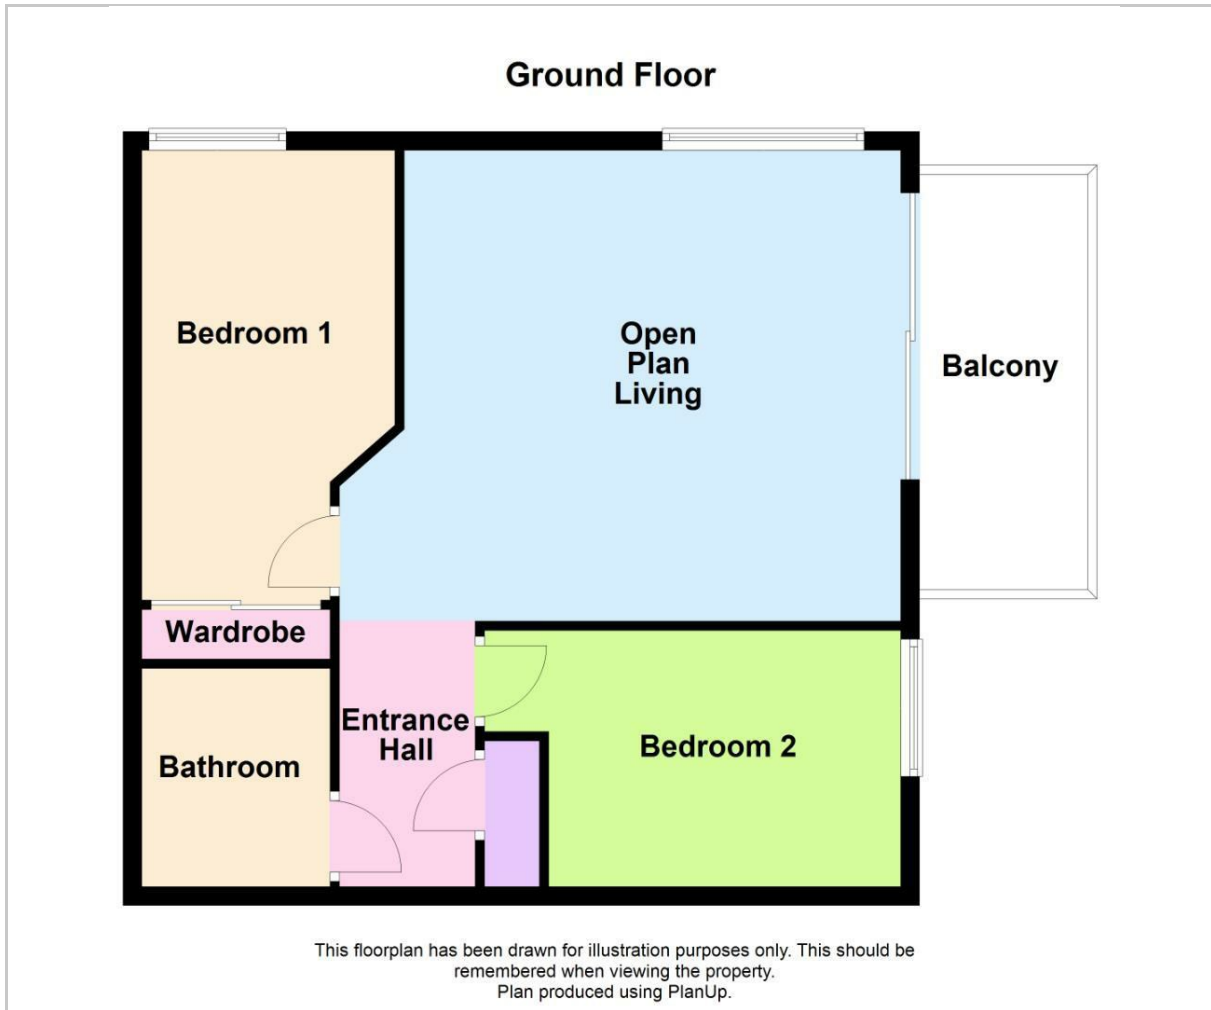 Ground Floor
Bedroom 1
Open
Plan
Living
Balcony
Wardrobe
Entrance
Hall
Bedroom 2
Bathroom
This floorplan has been drawn for illustration purposes only. This should be
remembered when viewing the property.
Plan produced using PlanUp.